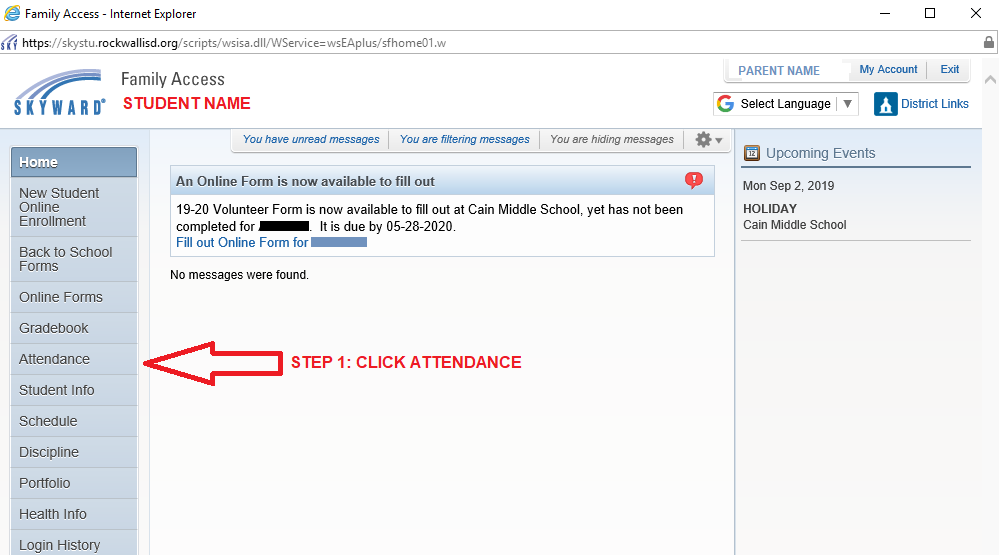 Family Access - Internet Explorer
https://skystu.rockwallisd.org/scripts/wsisa.dll/WService=wsEAplus/sfhome01.w
SKYWARD®
Family Access
STUDENT NAME
PARENT NAME
My Account
Exit
Select Language
District Links
You have unread messages
You are filtering messages
You are hiding messages
Home
New Student
Online
Enrollment
Back to School
Forms
Online Forms
Gradebook
Attendance
Student Info
Schedule
Discipline
Portfolio
Health Info
Login History
An Online Form is now available to fill out
19-20 Volunteer Form is now available to fill out at Cain Middle School, yet has not been
completed for . It is due by 05-28-2020.
Fill out Online Form for
No messages were found.
STEP 1: CLICK ATTENDANCE
12
Upcoming Events
Mon Sep 2, 2019
HOLIDAY
Cain Middle School